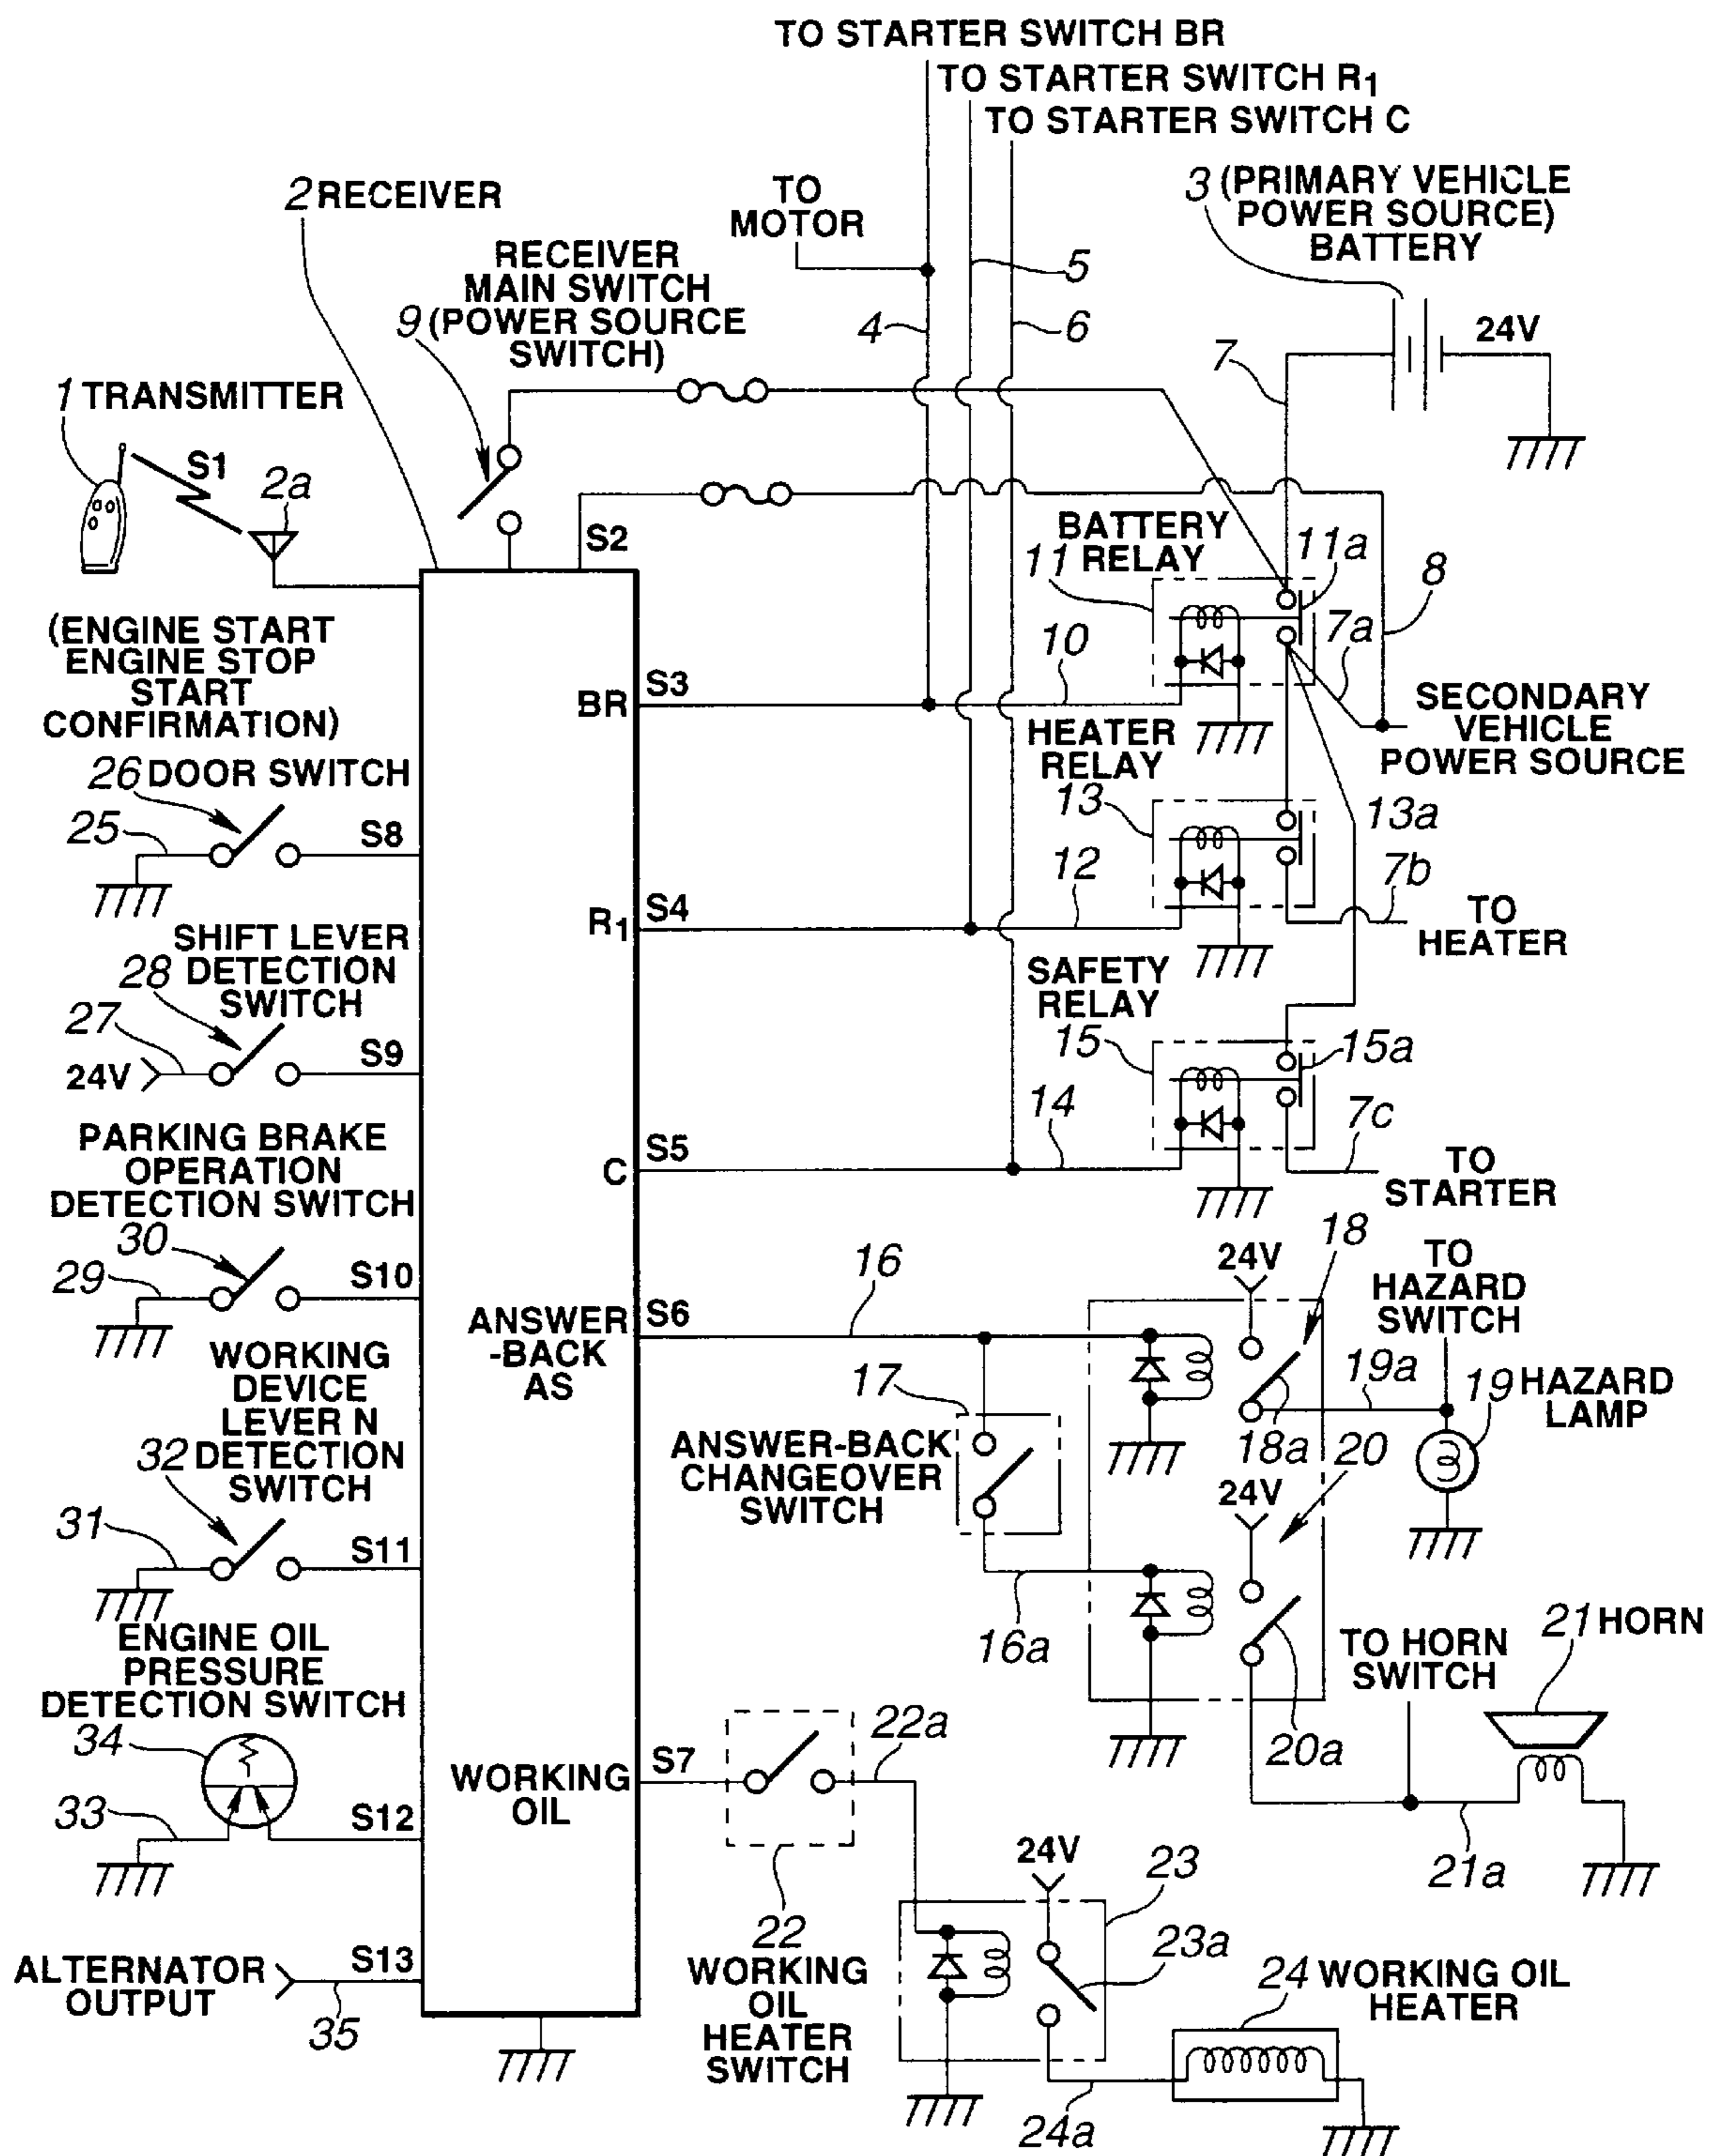 TO STARTER SWITCH BR
TO STARTER SWITCH R1
TO STARTER SWITCH C
2 RECEIVER
TO
MOTOR
3 (PRIMARY VEHICLE
POWER SOURCE)
BATTERY
RECEIVER
MAIN SWITCH
9 (POWER SOURCE
SWITCH)
4
5
6
7
24V
1 TRANSMITTER
S1
2a
S2
BATTERY
RELAY
11
11a
8
7a
10
(ENGINE START
ENGINE STOP
START
CONFIRMATION)
BR
S3
SECONDARY
VEHICLE
POWER SOURCE
26 DOOR SWITCH
25
S8
HEATER
RELAY
13
13a
12
7b
R1
S4
TO
HEATER
SHIFT LEVER
28 DETECTION
SWITCH
27
24V
S9
SAFETY
RELAY
15
15a
14
7c
C
S5
TO
STARTER
PARKING BRAKE
OPERATION
DETECTION SWITCH
30
29
S10
ANSWER
-BACK
AS
S6
16
24V
18
TO
HAZARD
SWITCH
17
19a
19 HAZARD
LAMP
18a
20
24V
ANSWER-BACK
CHANGEOVER
SWITCH
WORKING
DEVICE
LEVER N
32 DETECTION
SWITCH
31
S11
16a
20a
TO HORN
SWITCH
21 HORN
21a
ENGINE OIL
PRESSURE
DETECTION SWITCH
34
33
S12
WORKING
OIL
S7
22a
22
WORKING
OIL
HEATER
SWITCH
24V
23
23a
24 WORKING OIL
HEATER
24a
ALTERNATOR
OUTPUT
S13
35